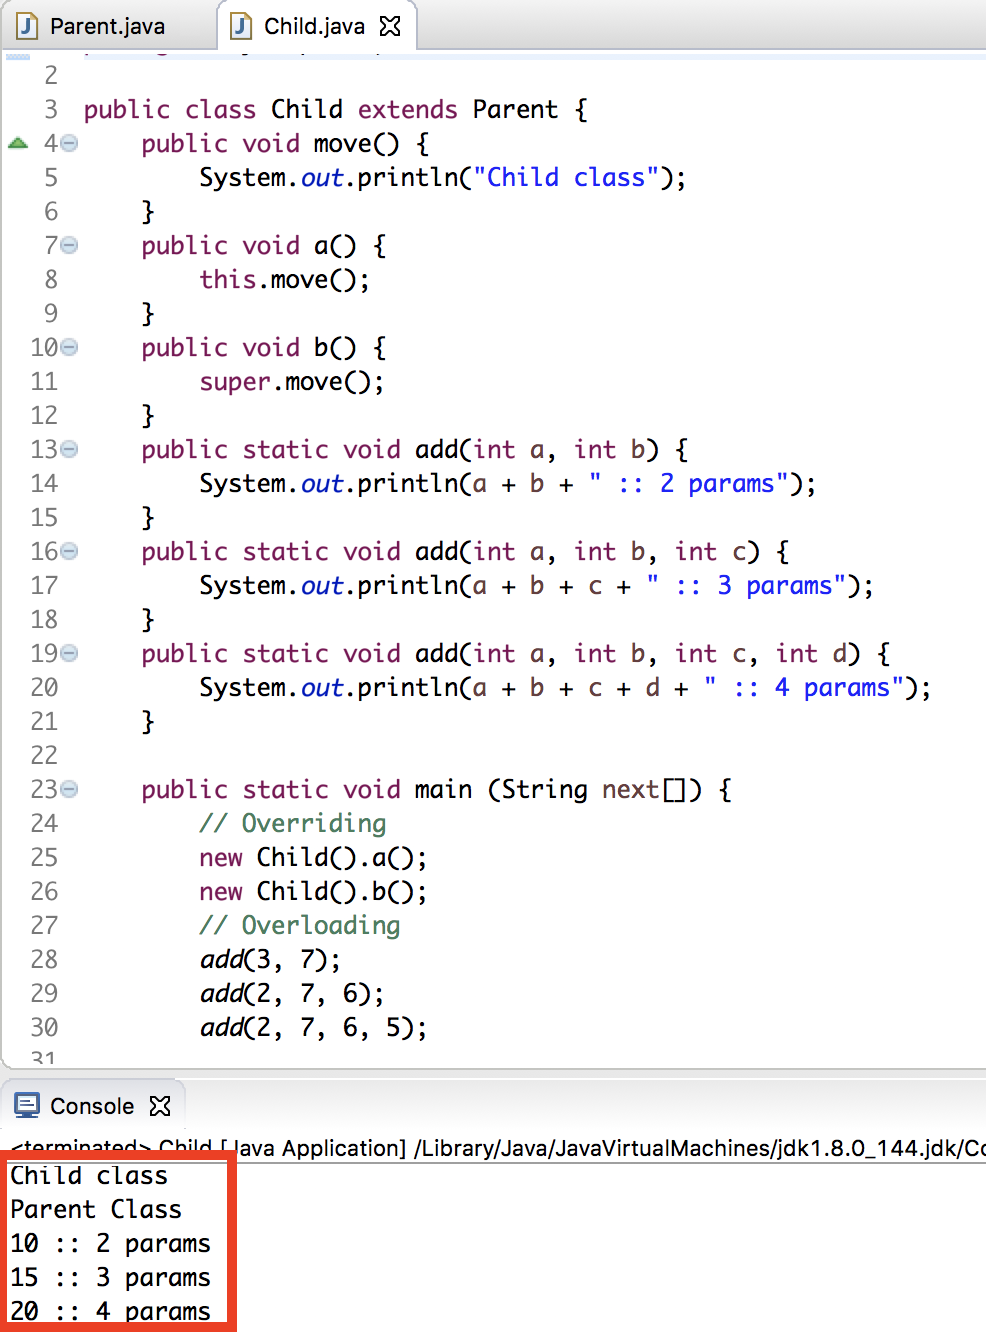 Parent.java
Child.java
2
3 public class Child extends Parent {
4 public void move() {
5 System.out.println("Child class");
6 }
7 public void a() {
8 this.move();
9 }
10 public void b() {
11 super.move();
12 }
13 public static void add(int a, int b) {
14 System.out.println(a + b + " :: 2 params");
15 }
16 public static void add(int a, int b, int c) {
17 System.out.println(a + b + c + " :: 3 params");
18 }
19 public static void add(int a, int b, int c, int d) {
20 System.out.println(a + b + c + d + " :: 4 params");
21 }
22
23 public static void main (String next[]) {
24 // Overriding
25 new Child().a();
26 new Child().b();
27 // Overloading
28 add(3, 7);
29 add(2, 7, 6);
30 add(2, 7, 6, 5);
31
Console
<terminated> Child [Java Application] /Library/Java/JavaVirtualMachines/jdk1.8.0_144.jdk/Co
Child class
Parent Class
10 :: 2 params
15 :: 3 params
20 :: 4 params